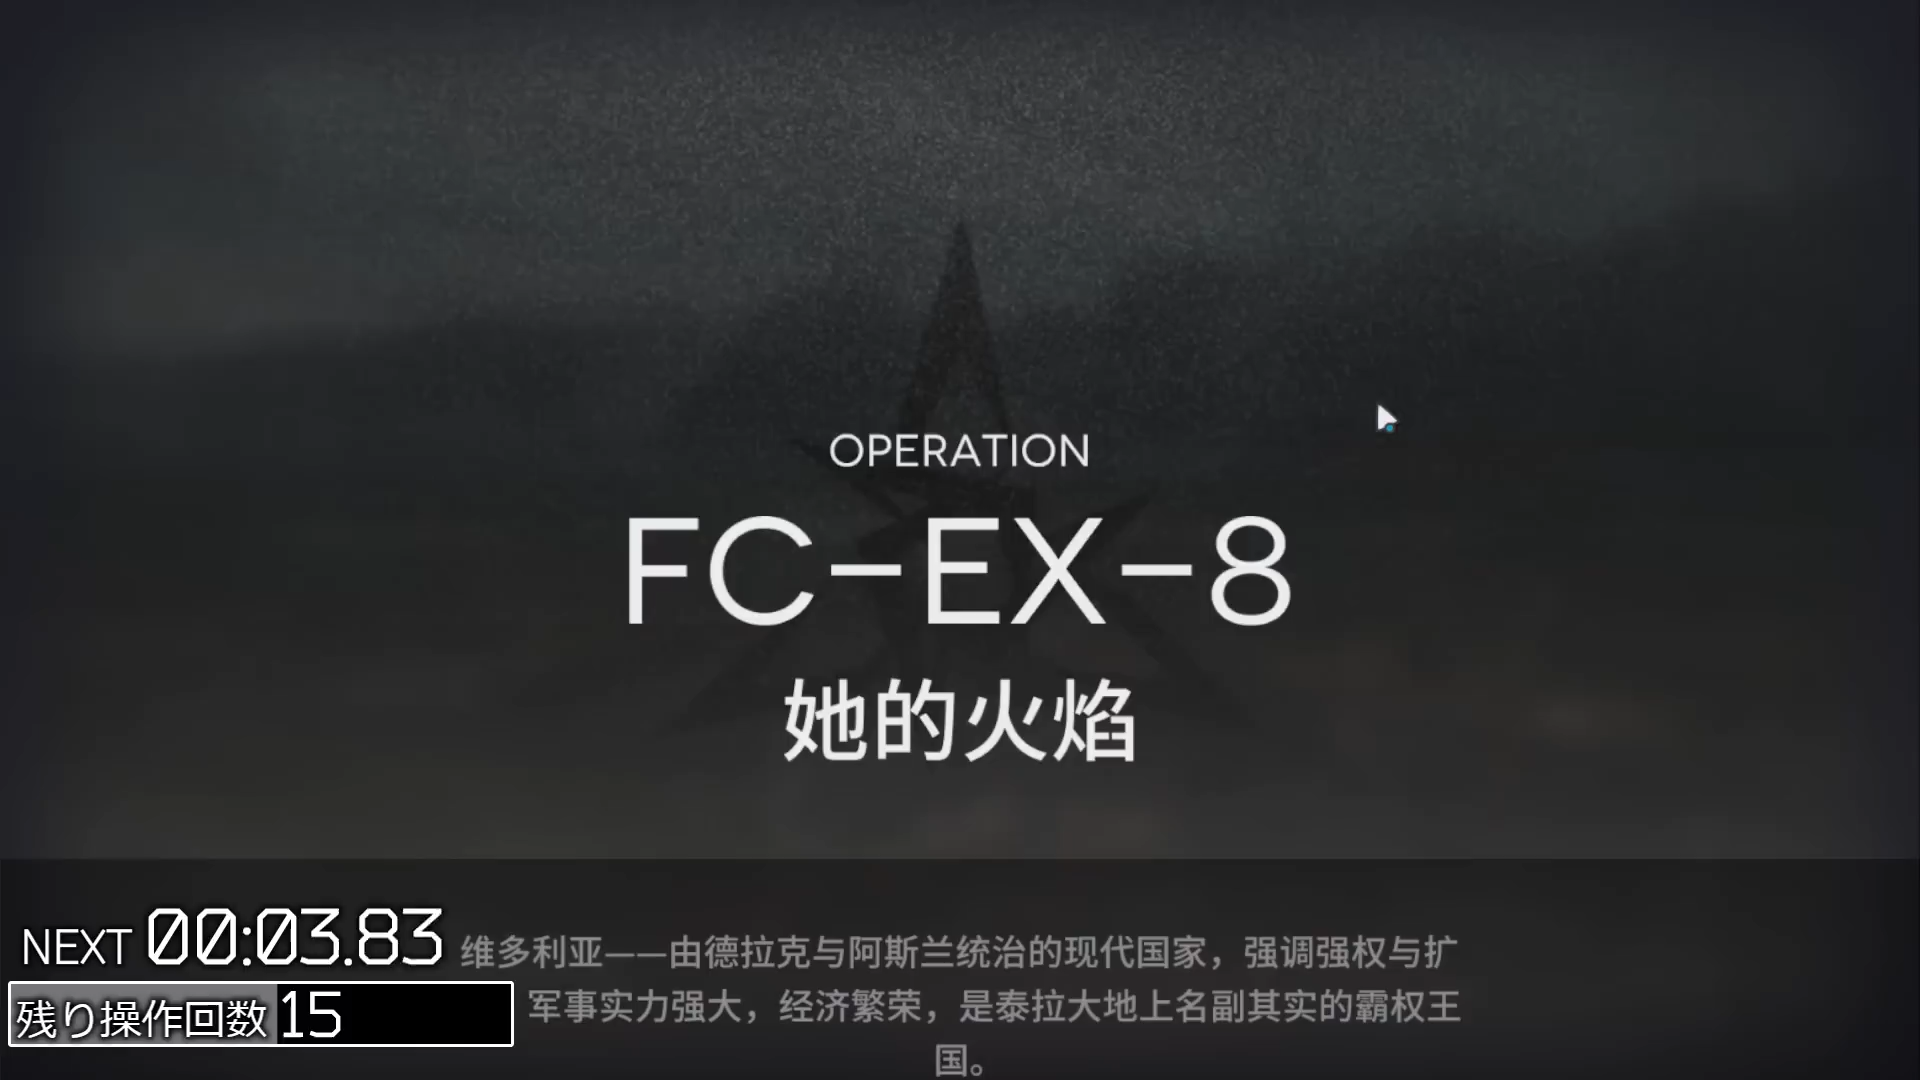 OPERATION
FC-EX-8
她的火焰
NEXT 00:03.83
维多利亚——由德拉克与阿斯兰统治的现代国家，强调强权与扩
残り操作回数 15
军事实力强大，经济繁荣，是泰拉大地上名副其实的霸权王
国。